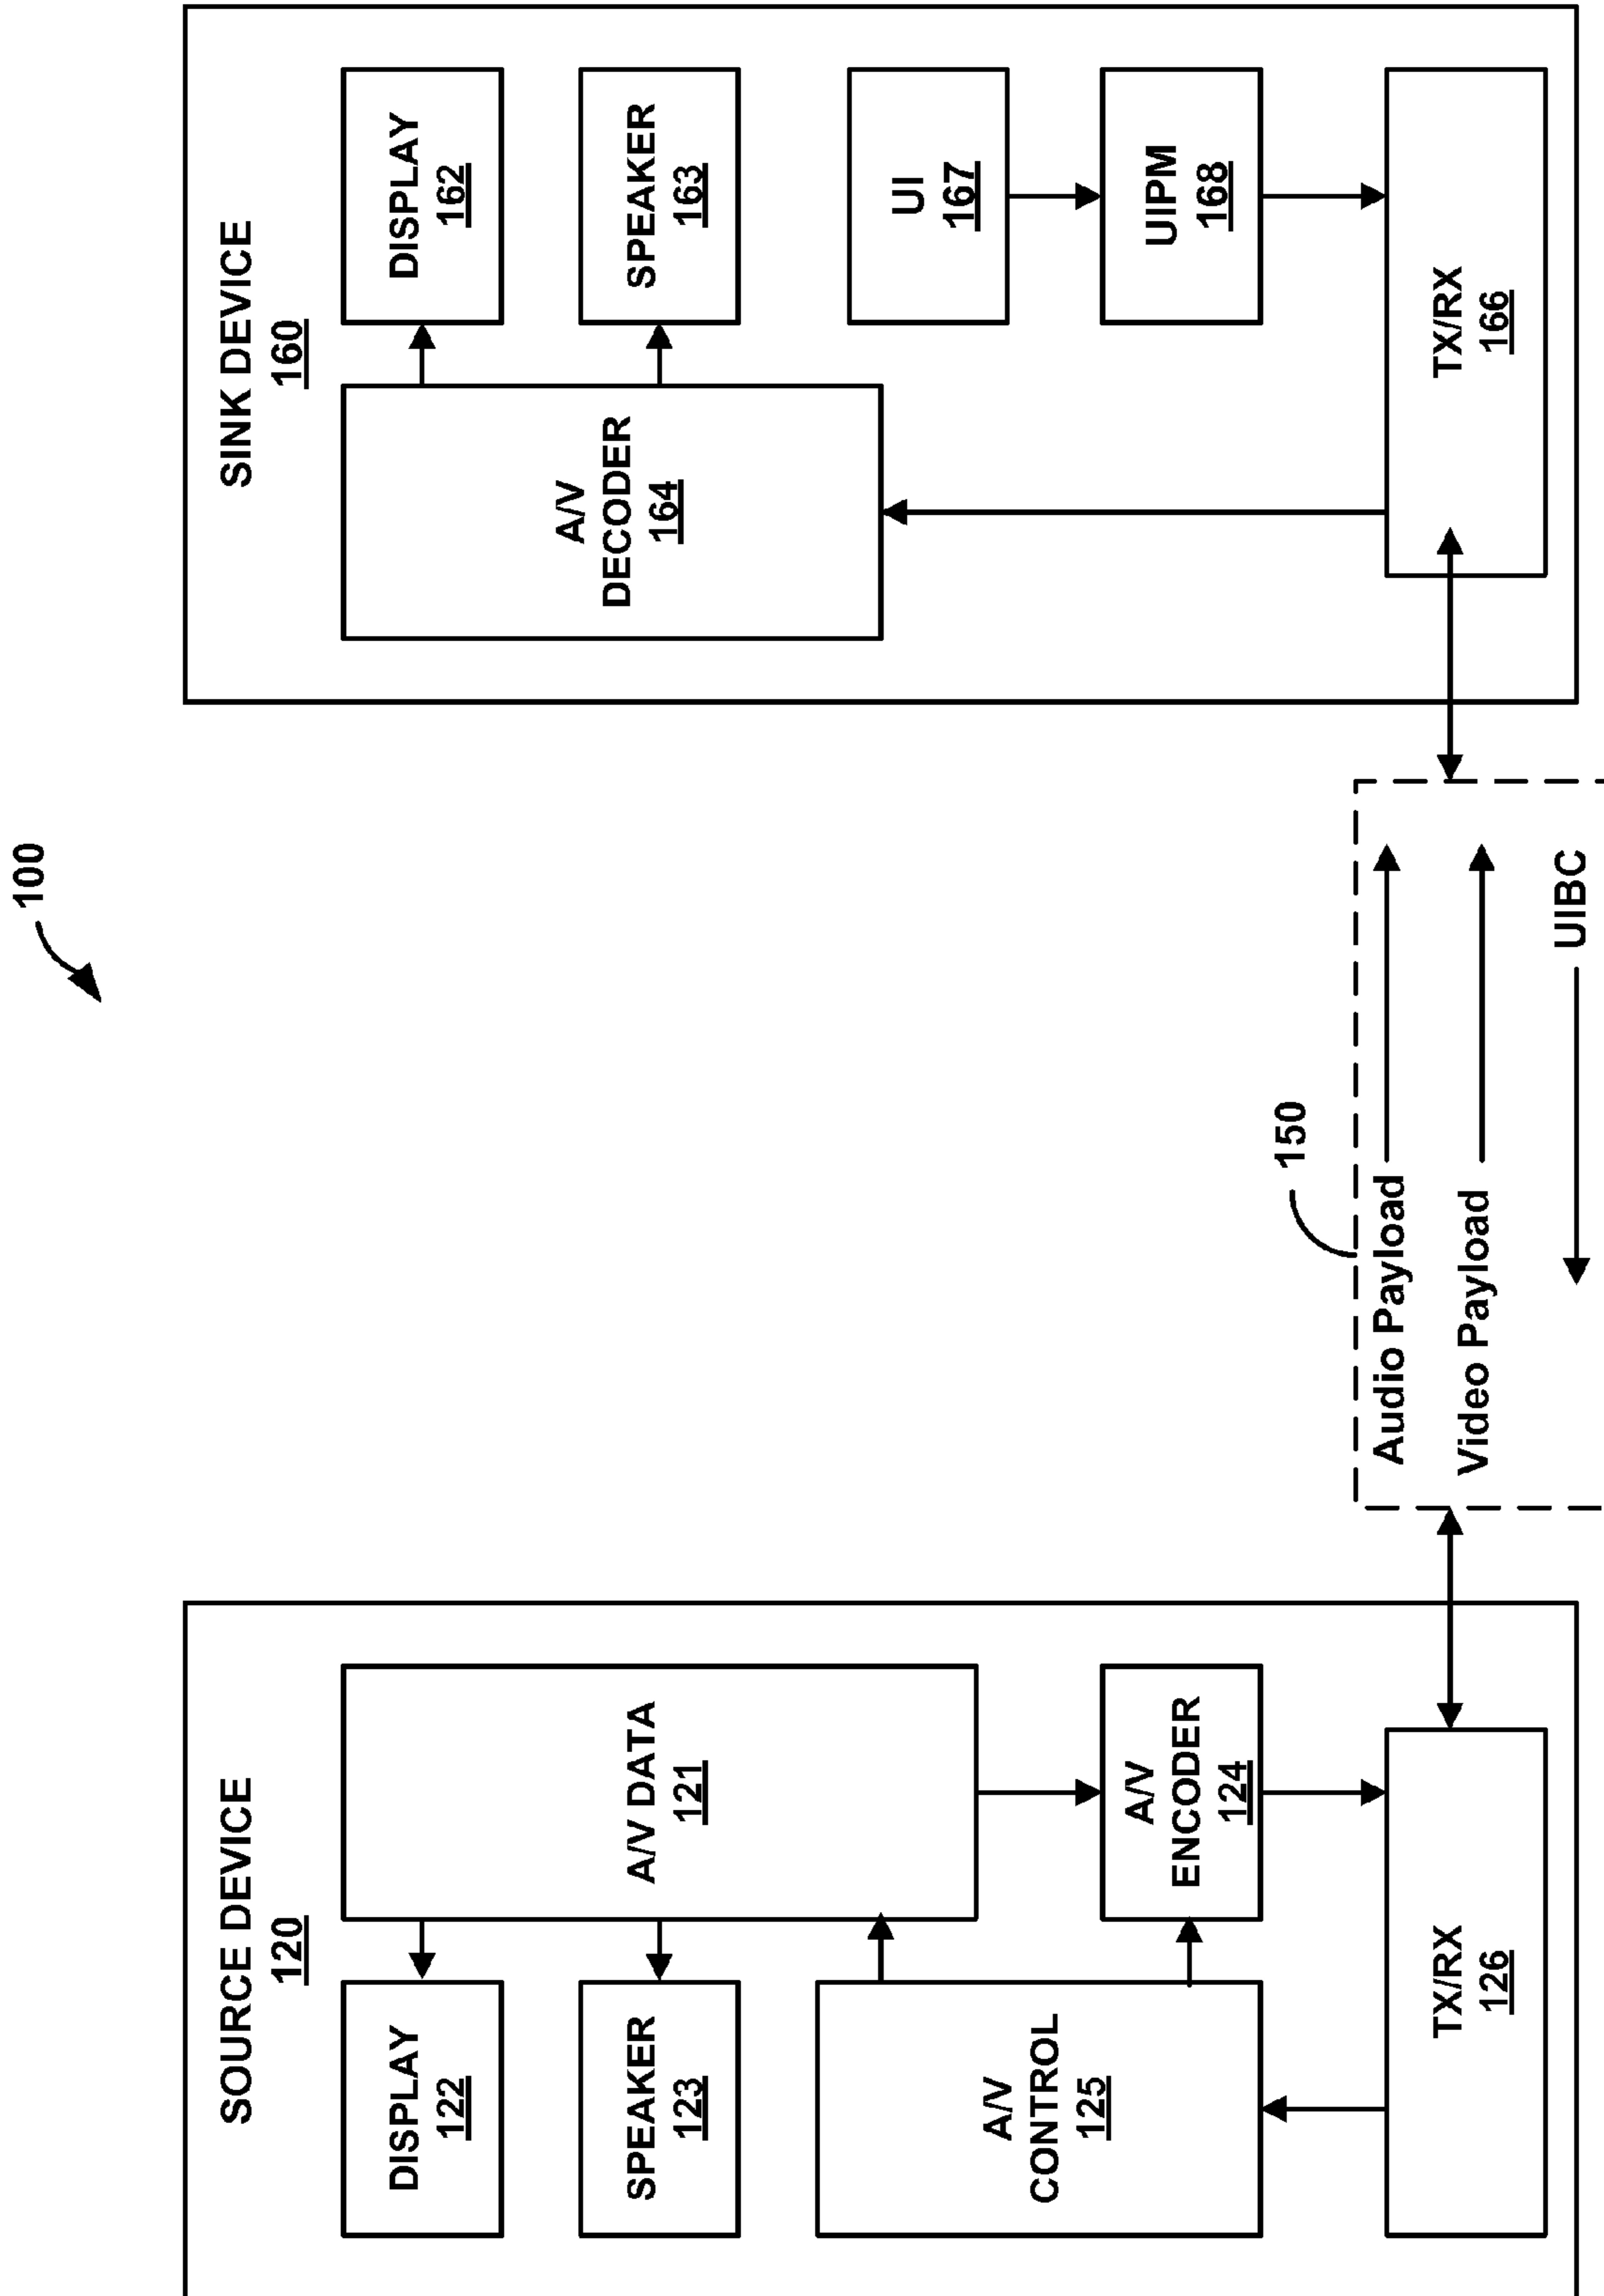 100
SOURCE DEVICE
120
DISPLAY
122
SPEAKER
123
A/V
CONTROL
125
A/V DATA
121
A/V
ENCODER
124
TX/RX
126
150
Audio Payload
Video Payload
UIBC
SINK DEVICE
160
A/V
DECODER
164
DISPLAY
162
SPEAKER
163
UI
167
UIPM
168
TX/RX
166